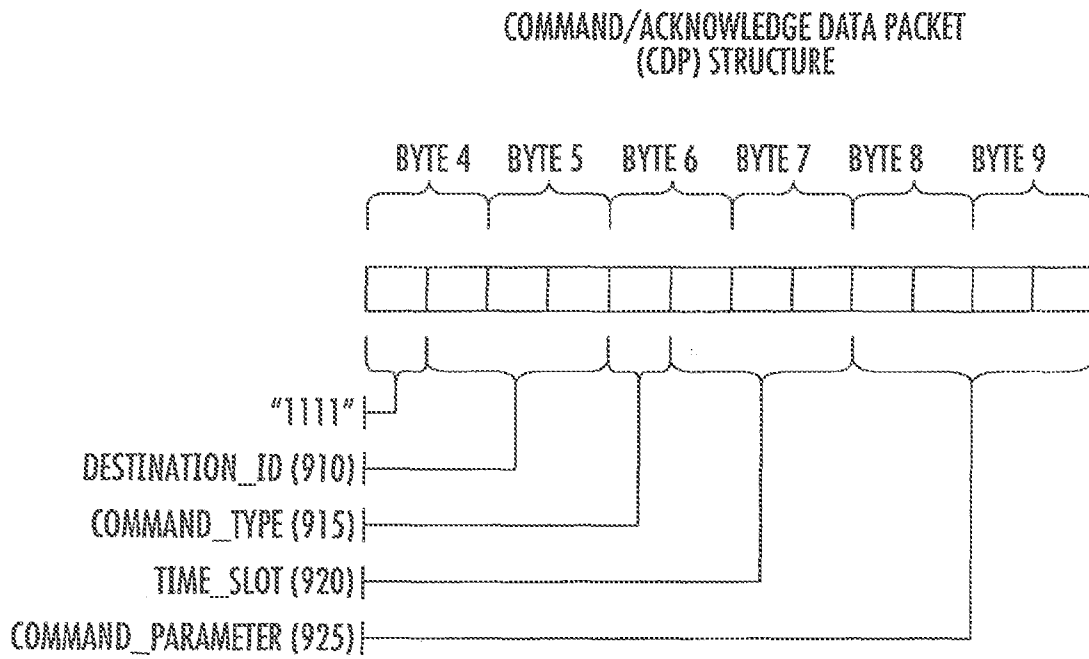 COMMAND/ACKNOWLEDGE DATA PACKET
(CDP) STRUCTURE
BYTE 4 BYTE 5 BYTE 6 BYTE 7 BYTE 8 BYTE 9
"1111"
DESTINATION_ID (910)
COMMAND_TYPE (915)
TIME_SLOT (920)
COMMAND_PARAMETER (925)